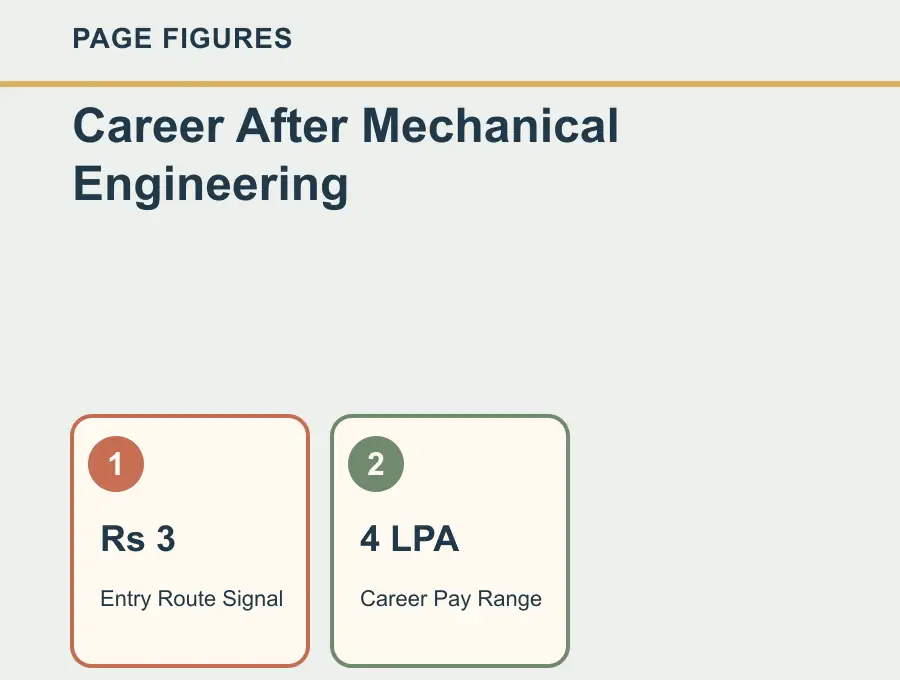 PAGE FIGURES
Career After Mechanical
Engineering
1
Rs 3
Entry Route Signal
2
4 LPA
Career Pay Range